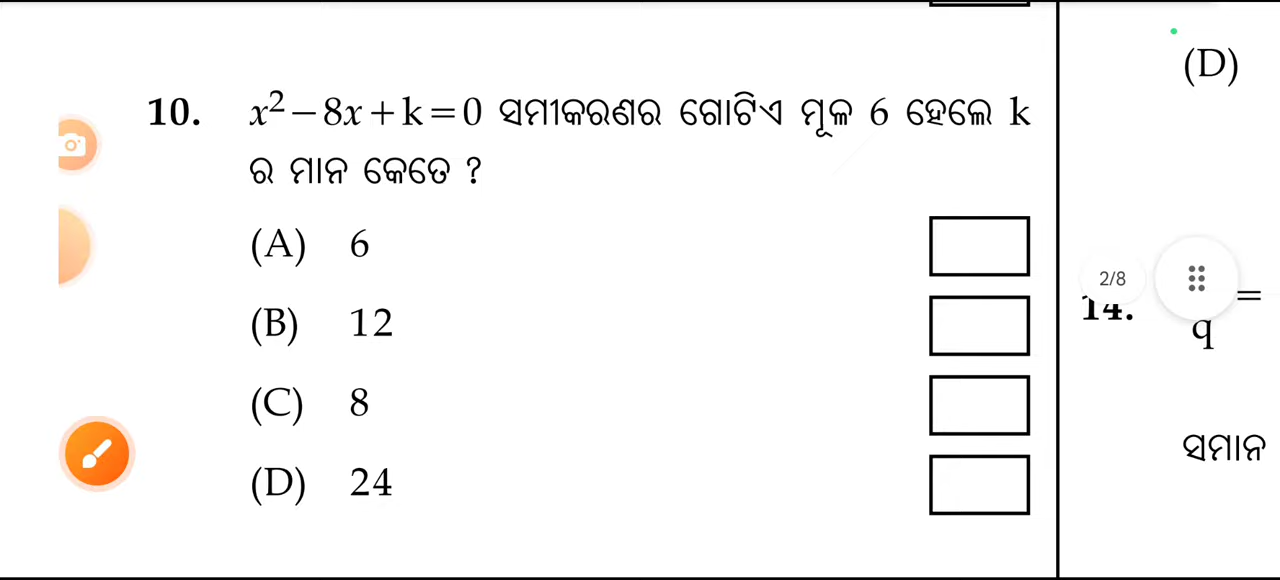 10. x² − 8x + k = 0 ସମୀକରଣର ଗୋଟିଏ ମୂଳ 6 ହେଲେ k
ର ମାନ କେତେ ?
(A) 6
(B) 12
(C) 8
(D) 24
(D)
2/8
14. =
q
ସମାନ